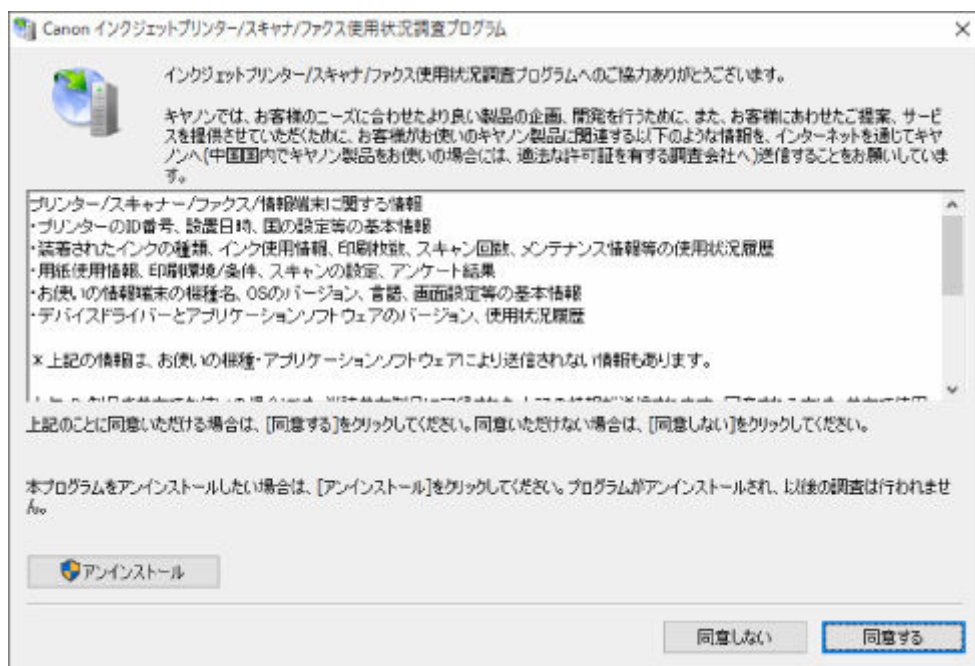 Canon インクジェットプリンター/スキャナ/ファクス使用状況調査プログラム
インクジェットプリンター/スキャナ/ファクス使用状況調査プログラムへのご協力ありがとうございます。
キヤノンでは、お客様のニーズに合わせたより良い製品の企画、開発を行うために、また、お客様にあわせたご提案、サービ
スを提供させていただくために、お客様がお使いのキヤノン製品に関連する以下のような情報を、インターネットを通じてキヤ
ノンへ(中国国内でキヤノン製品をお使いの場合には、適法な許可証を有する調査会社へ)送信することをお願いしていま
す。
プリンター/スキャナー/ファクス/情報端末に関する情報
・プリンターのID番号、設置日時、国の設定等の基本情報
・装着されたインクの種類、インク使用情報、印刷枚数、スキャン回数、メンテナンス情報等の使用状況履歴
・用紙使用情報、印刷環境/条件、スキャンの設定、アンケート結果
・お使いの情報端末の機種名、OSのバージョン、言語、画面設定等の基本情報
・デバイスドライバーとアプリケーションソフトウェアのバージョン、使用状況履歴
※上記の情報は、お使いの機種・アプリケーションソフトウェアにより送信されない情報もあります。
上記のことに同意いただける場合は、[同意する]をクリックしてください。同意いただけない場合は、[同意しない]をクリックしてください。
本プログラムをアンインストールしたい場合は、[アンインストール]をクリックしてください。プログラムがアンインストールされ、以後の調査は行われませ
ん。
アンインストール
同意しない
同意する